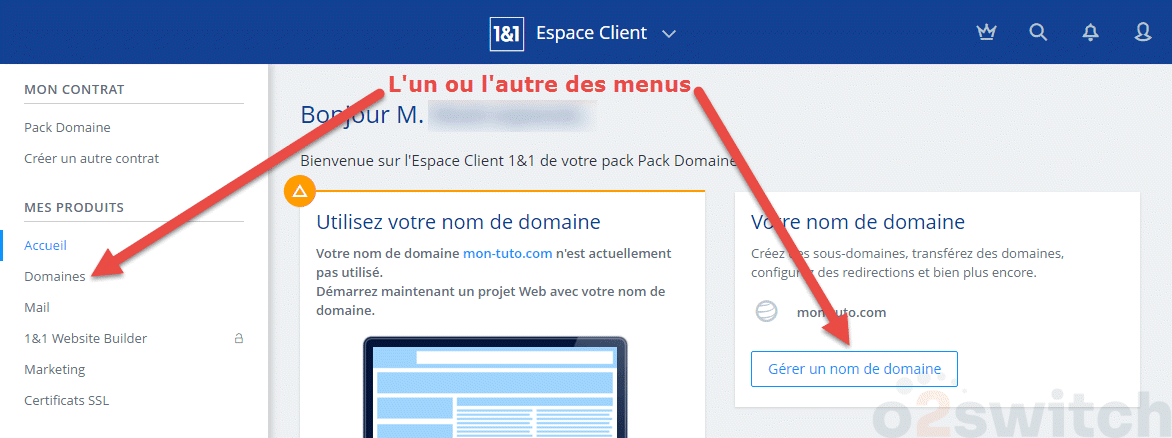 1&1 Espace Client
MON CONTRAT
Pack Domaine
Créer un autre contrat
MES PRODUITS
Accueil
Domaines
Mail
1&1 Website Builder
Marketing
Certificats SSL
L'un ou l'autre des menus
Bonjour M.
Bienvenue sur l'Espace Client 1&1 de votre pack Pack Domaine
Utilisez votre nom de domaine
Votre nom de domaine mon-tuto.com n'est actuellement
pas utilisé.
Démarrez maintenant un projet Web avec votre nom de
domaine.
Votre nom de domaine
Créez des sous-domaines, transférez des domaines,
configurez des redirections et bien plus encore.
mon-tuto.com
Gérer un nom de domaine
o2switch